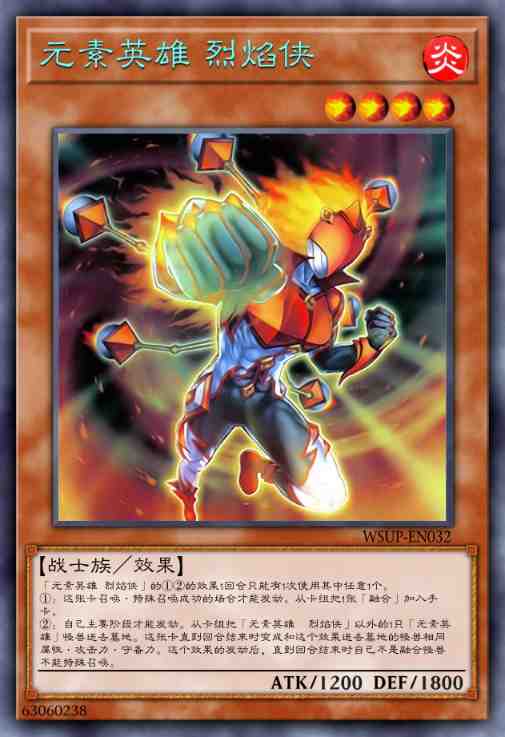 元素英雄 烈焰侠
炎
WSUP-EN032
【战士族／效果】
「元素英雄 烈焰侠」的①②的效果1回合只能有1次使用其中任意1个。
①：这张卡召唤·特殊召唤成功的场合才能发动。从卡组把1张「融合」加入手
卡。
②：自己主要阶段才能发动。从卡组把「元素英雄 烈焰侠」以外的1只「元素英
雄」怪兽送去墓地。这张卡直到回合结束时变成和这个效果送去墓地的怪兽相同
属性·攻击力·守备力。这个效果的发动后，直到回合结束时自己不是融合怪兽
不能特殊召唤。
ATK/1200 DEF/1800
63060238